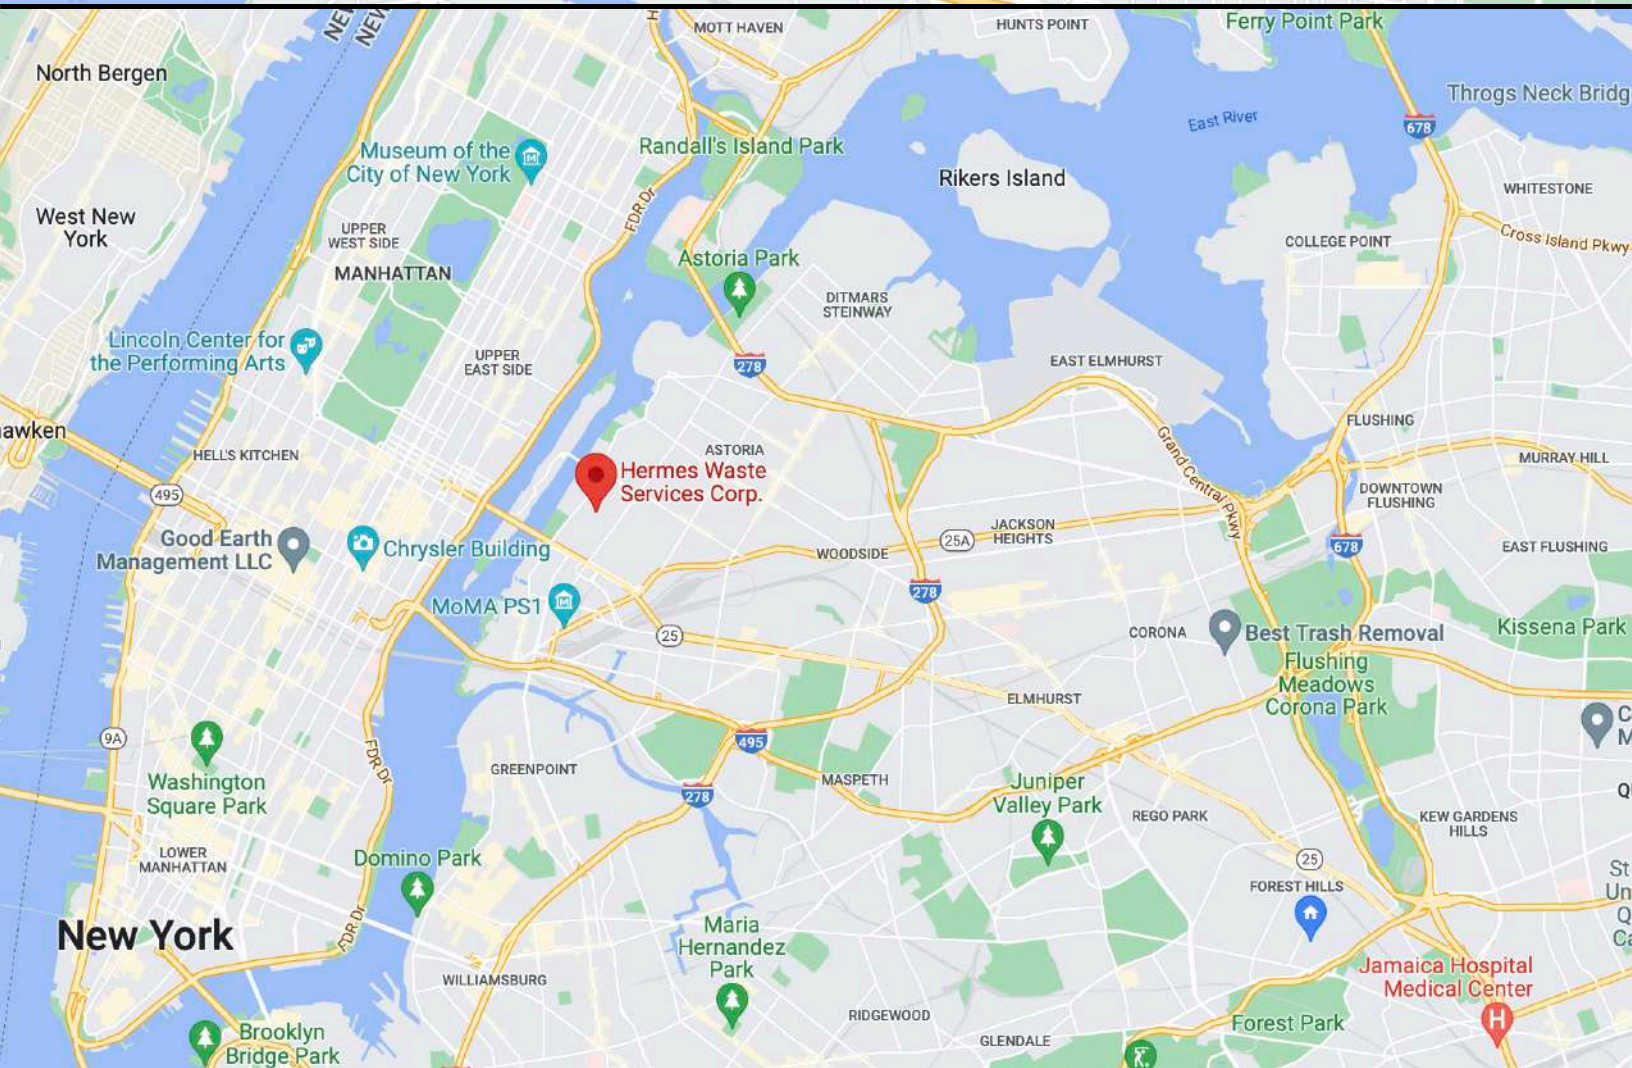 NEW
NEW
MOTT HAVEN
HUNTS POINT
Ferry Point Park
North Bergen
Throgs Neck Bridg
East River
678
Museum of the
City of New York
Randall's Island Park
Rikers Island
WHITESTONE
FDR Dr
West New
York
UPPER
WEST SIDE
MANHATTAN
COLLEGE POINT
Cross Island Pkwy
Astoria Park
DITMARS
STEINWAY
Lincoln Center for
the Performing Arts
UPPER
EAST SIDE
278
EAST ELMHURST
awken
FLUSHING
HELL'S KITCHEN
ASTORIA
Grand Central Pkwy
MURRAY HILL
Hermes Waste
Services Corp.
495
DOWNTOWN
FLUSHING
JACKSON
HEIGHTS
25A
Good Earth
Management LLC
Chrysler Building
WOODSIDE
678
EAST FLUSHING
278
MoMA PS1
25
CORONA
Best Trash Removal
Kissena Park
Flushing
Meadows
Corona Park
ELMHURST
C
M
9A
495
FDR Dr
GREENPOINT
Washington
Square Park
278
MASPETH
Juniper
Valley Park
Q
REGO PARK
KEW GARDENS
HILLS
LOWER
MANHATTAN
Domino Park
25
FOREST HILLS
St
Un
Q
Ca
New York
FDR Dr
Maria
Hernandez
Park
WILLIAMSBURG
Jamaica Hospital
Medical Center
H
RIDGEWOOD
Forest Park
Brooklyn
Bridge Park
GLENDALE